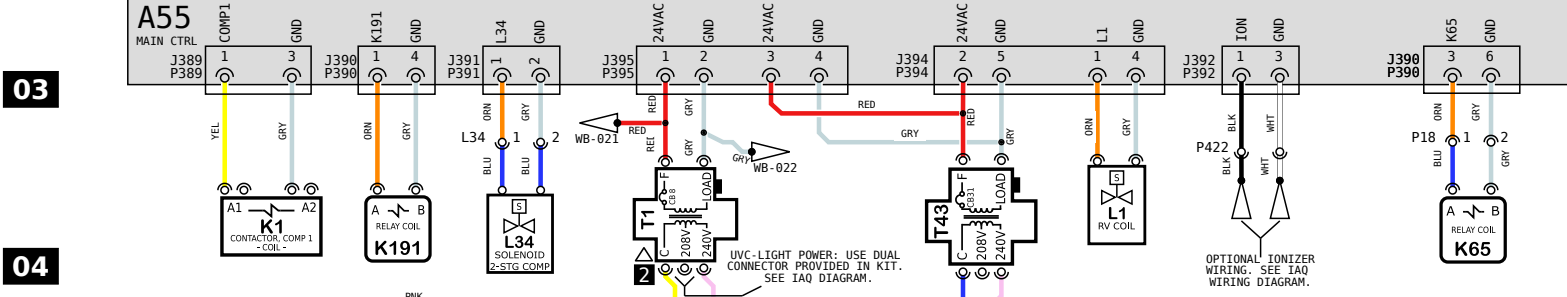 A55
MAIN CTRL
COMP1 GND K191 GND L34 GND 24VAC GND 24VAC GND 24VAC GND L1 GND ION GND K65 GND
J389 1 3 J390 1 4 J391 1 2 J395 1 2 3 4 J394 2 5 1 4 J392 1 3 J390 3 6
P389 P390 P391 P395 P394 P392 P390
03
YEL GRY ORN GRY ORN GRY RED GRY RED RED GRY ORN GRY BLK WHT ORN GRY
WB-021 RED
L34 1 2
GRY
P422
P18 1 2
BLU BLU RED GRY GRY WB-022 BLK WHT BLU GRY
A1 A2
K1
CONTACTOR, COMP 1
- COIL -
A B
RELAY COIL
K191
S
L34
SOLENOID
2-STG COMP
T1
F LOAD
CB8
C 208V 240V
2
UVC-LIGHT POWER: USE DUAL
CONNECTOR PROVIDED IN KIT.
SEE IAQ DIAGRAM.
T43
F LOAD
CB31
C 208V 240V
S
L1
RV COIL
OPTIONAL IONIZER
WIRING. SEE IAQ
WIRING DIAGRAM.
A B
RELAY COIL
K65
04
PNK